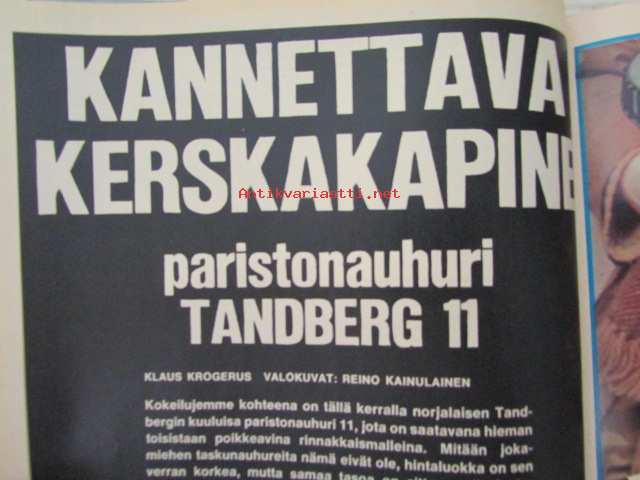 KANNETTAVA
KERSKAKAPINE
Antikvariaatti.net
paristonauhuri
TANDBERG 11
KLAUS KROGERUS VALOKUVAT: REINO KAINULAINEN
Kokeilujemme kohteena on tällä kerralla norjalaisen Tand-
bergin kuuluisa paristonauhuri 11, jota on saatavana hieman
toisistaan poikkeavina rinnakkaismalleina. Mitään joka-
miehen taskunauhureita nämä eivät ole, hintaluokka on sen
verran korkea, mutta samaa tasoa on